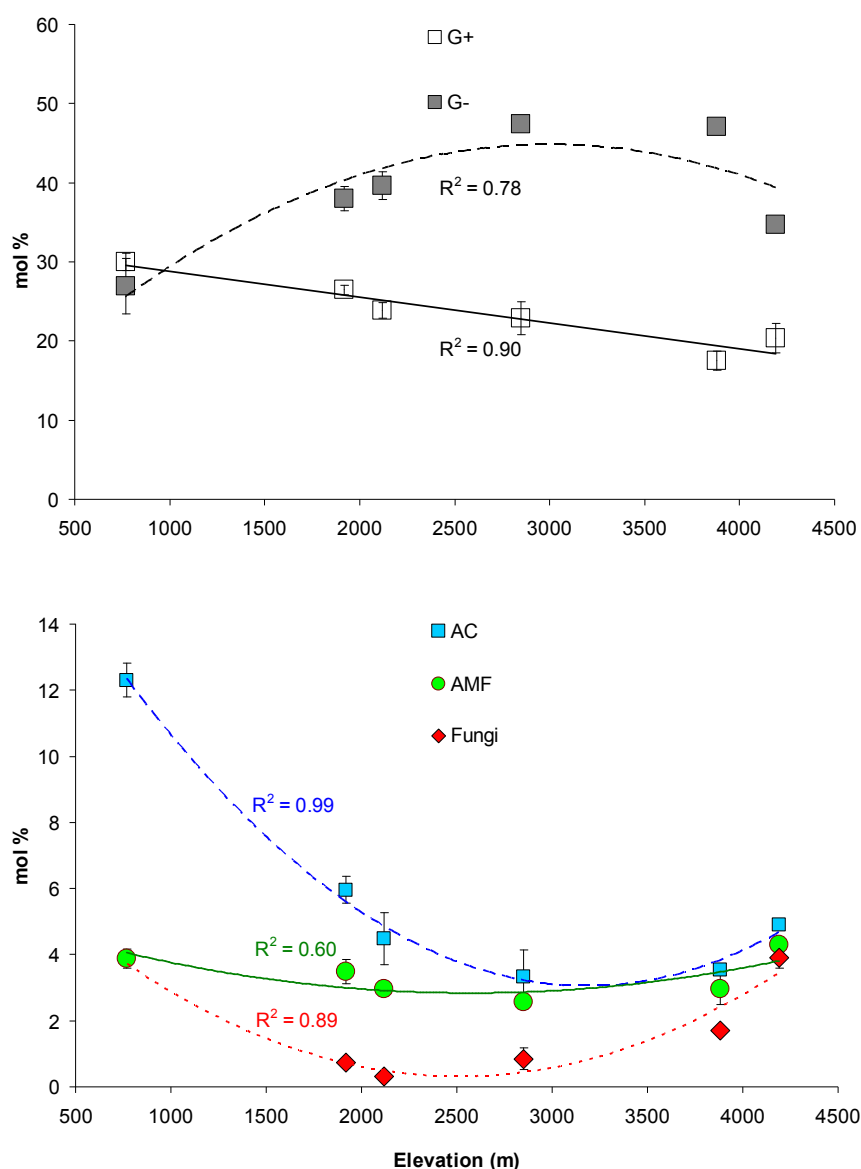 70
60
50
40
30
20
10
0
mol %
G+
G-
R² = 0.78
R² = 0.90
500 1000 1500 2000 2500 3000 3500 4000 4500
14
12
10
8
6
4
2
0
mol %
AC
AMF
Fungi
R² = 0.99
R² = 0.60
R² = 0.89
500 1000 1500 2000 2500 3000 3500 4000 4500
Elevation (m)